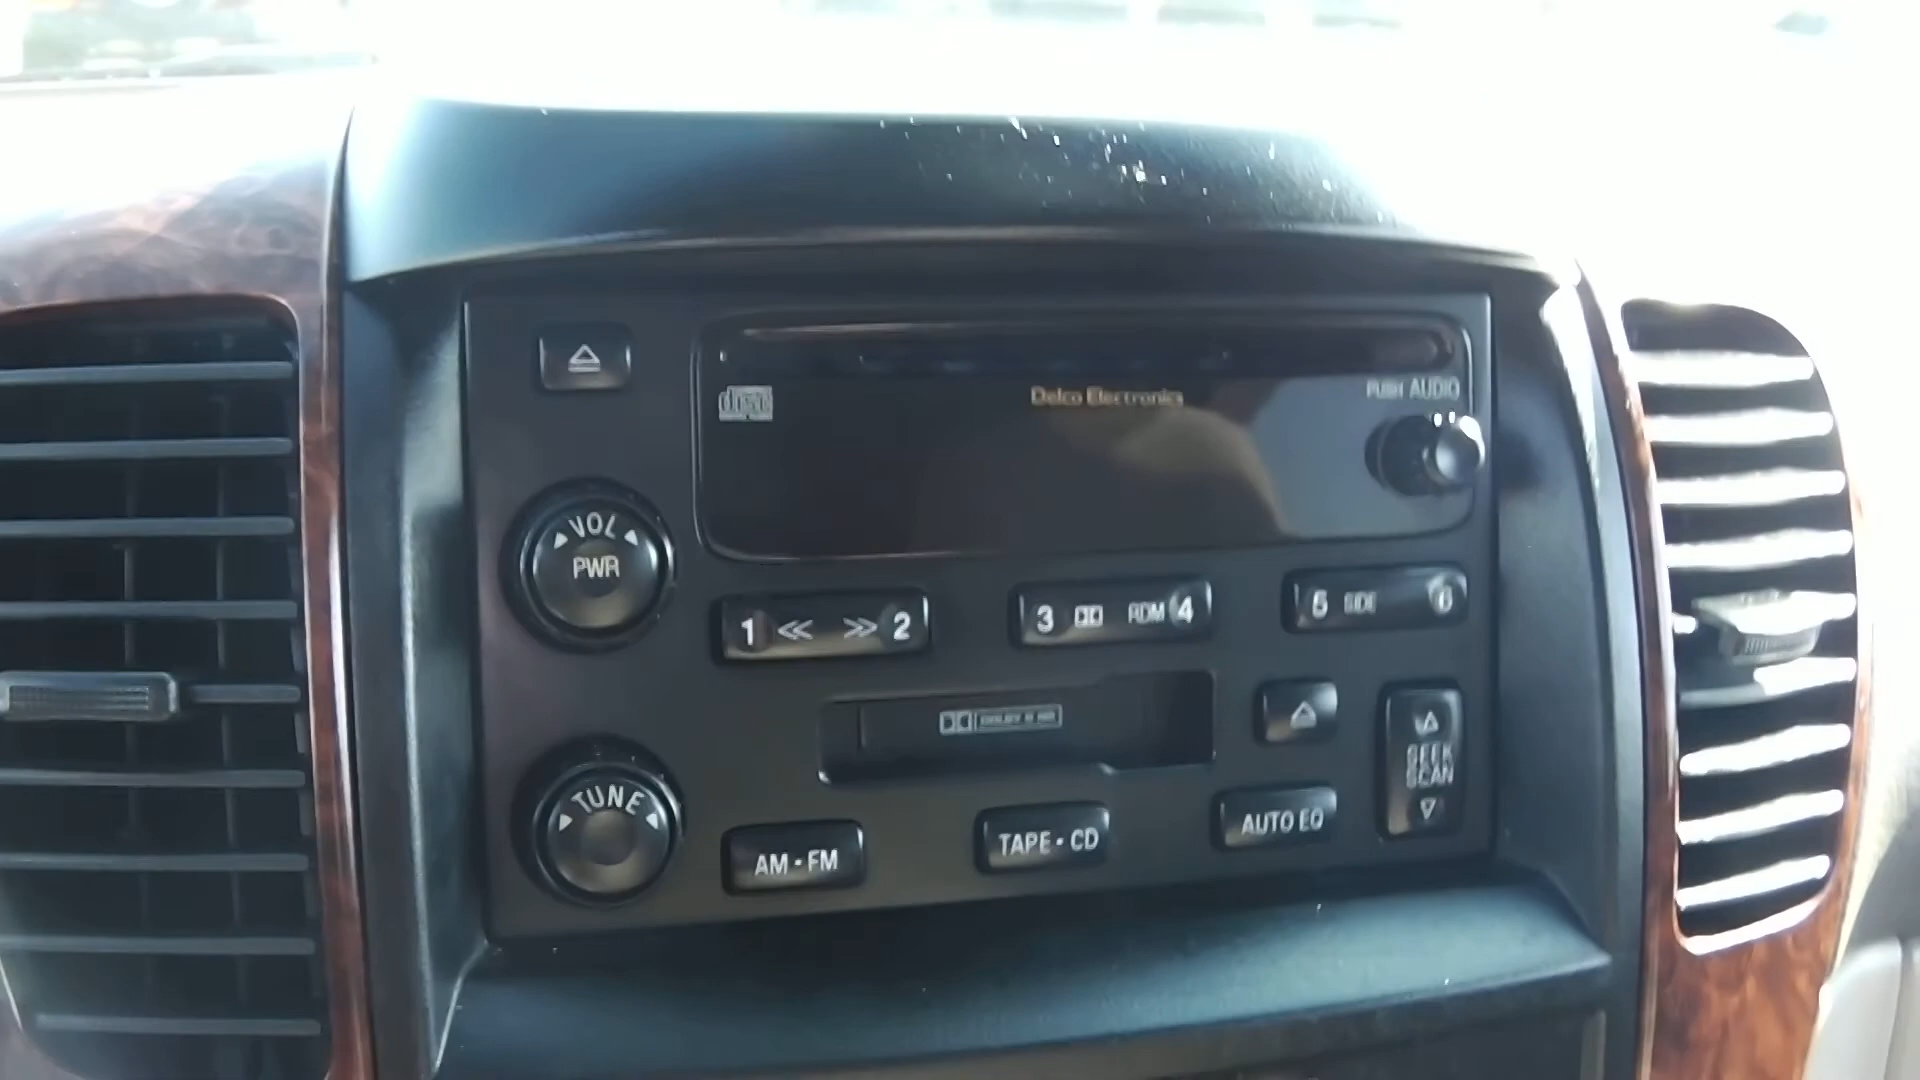 disc
Delco Electronics
PUSH AUDIO
VOL
PWR
1 << >> 2
3 RDM 4
5 SIDE 6
DOLBY B NR
SEEK
SCAN
TUNE
AM • FM
TAPE • CD
AUTO EQ